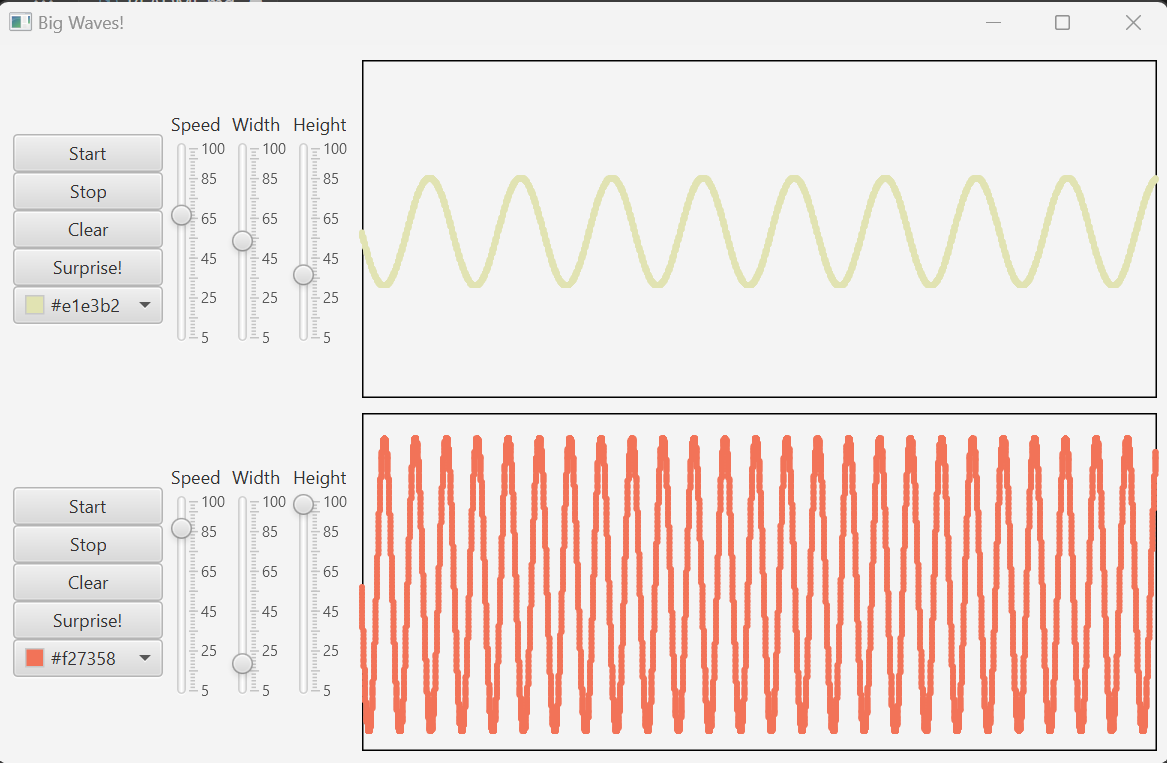 Big Waves!
Speed Width Height
Start
Stop
Clear
Surprise!
#e1e3b2
100 100 100
85 85 85
65 65 65
45 45 45
25 25 25
5 5 5
Speed Width Height
Start
Stop
Clear
Surprise!
#f27358
100 100 100
85 85 85
65 65 65
45 45 45
25 25 25
5 5 5